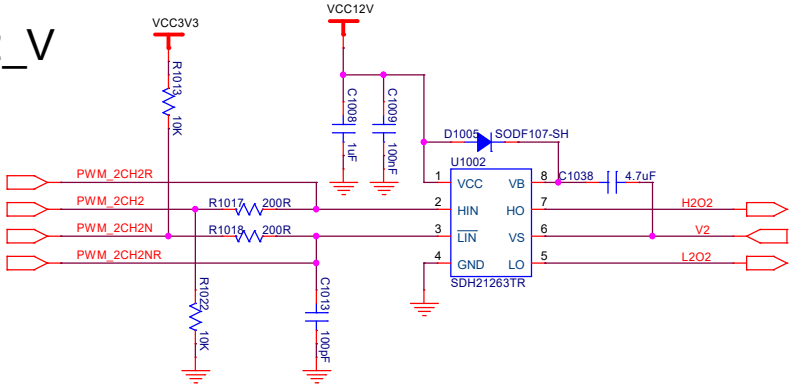 _V
VCC3V3
VCC12V
R1013
10K
C1008
1uF
C1009
100nF
D1005 SODF107-SH
U1002
PWM_2CH2R
1 VCC VB 8
C1038 4.7uF
PWM_2CH2
R1017 200R
2 HIN HO 7
H2O2
PWM_2CH2N
R1018 200R
3 LIN VS 6
V2
PWM_2CH2NR
4 GND LO 5
L2O2
SDH21263TR
R1022
10K
C1013
100pF